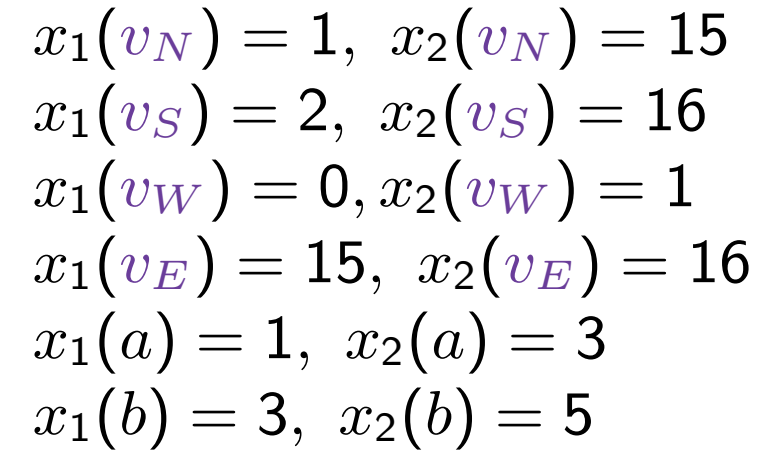 x₁(v_N) = 1, x₂(v_N) = 15
x₁(v_S) = 2, x₂(v_S) = 16
x₁(v_W) = 0, x₂(v_W) = 1
x₁(v_E) = 15, x₂(v_E) = 16
x₁(a) = 1, x₂(a) = 3
x₁(b) = 3, x₂(b) = 5